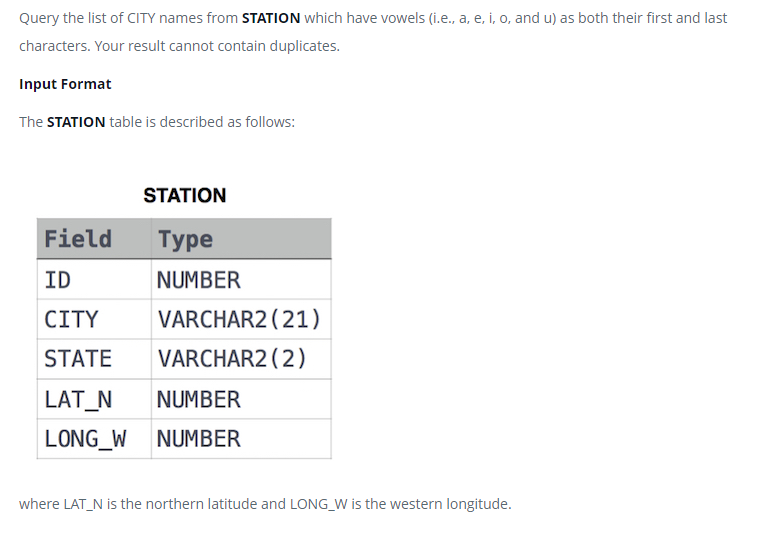 Query the list of CITY names from STATION which have vowels (i.e., a, e, i, o, and u) as both their first and last
characters. Your result cannot contain duplicates.
Input Format
The STATION table is described as follows:
STATION
Field Type
ID NUMBER
CITY VARCHAR2(21)
STATE VARCHAR2(2)
LAT_N NUMBER
LONG_W NUMBER
where LAT_N is the northern latitude and LONG_W is the western longitude.